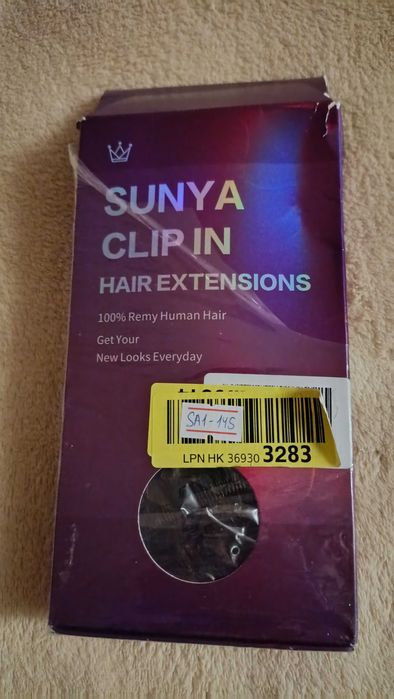 SUNYA
CLIP IN
HAIR EXTENSIONS
100% Remy Human Hair
Get Your
New Looks Everyday
SA1-145
LPN HK 36930 3283